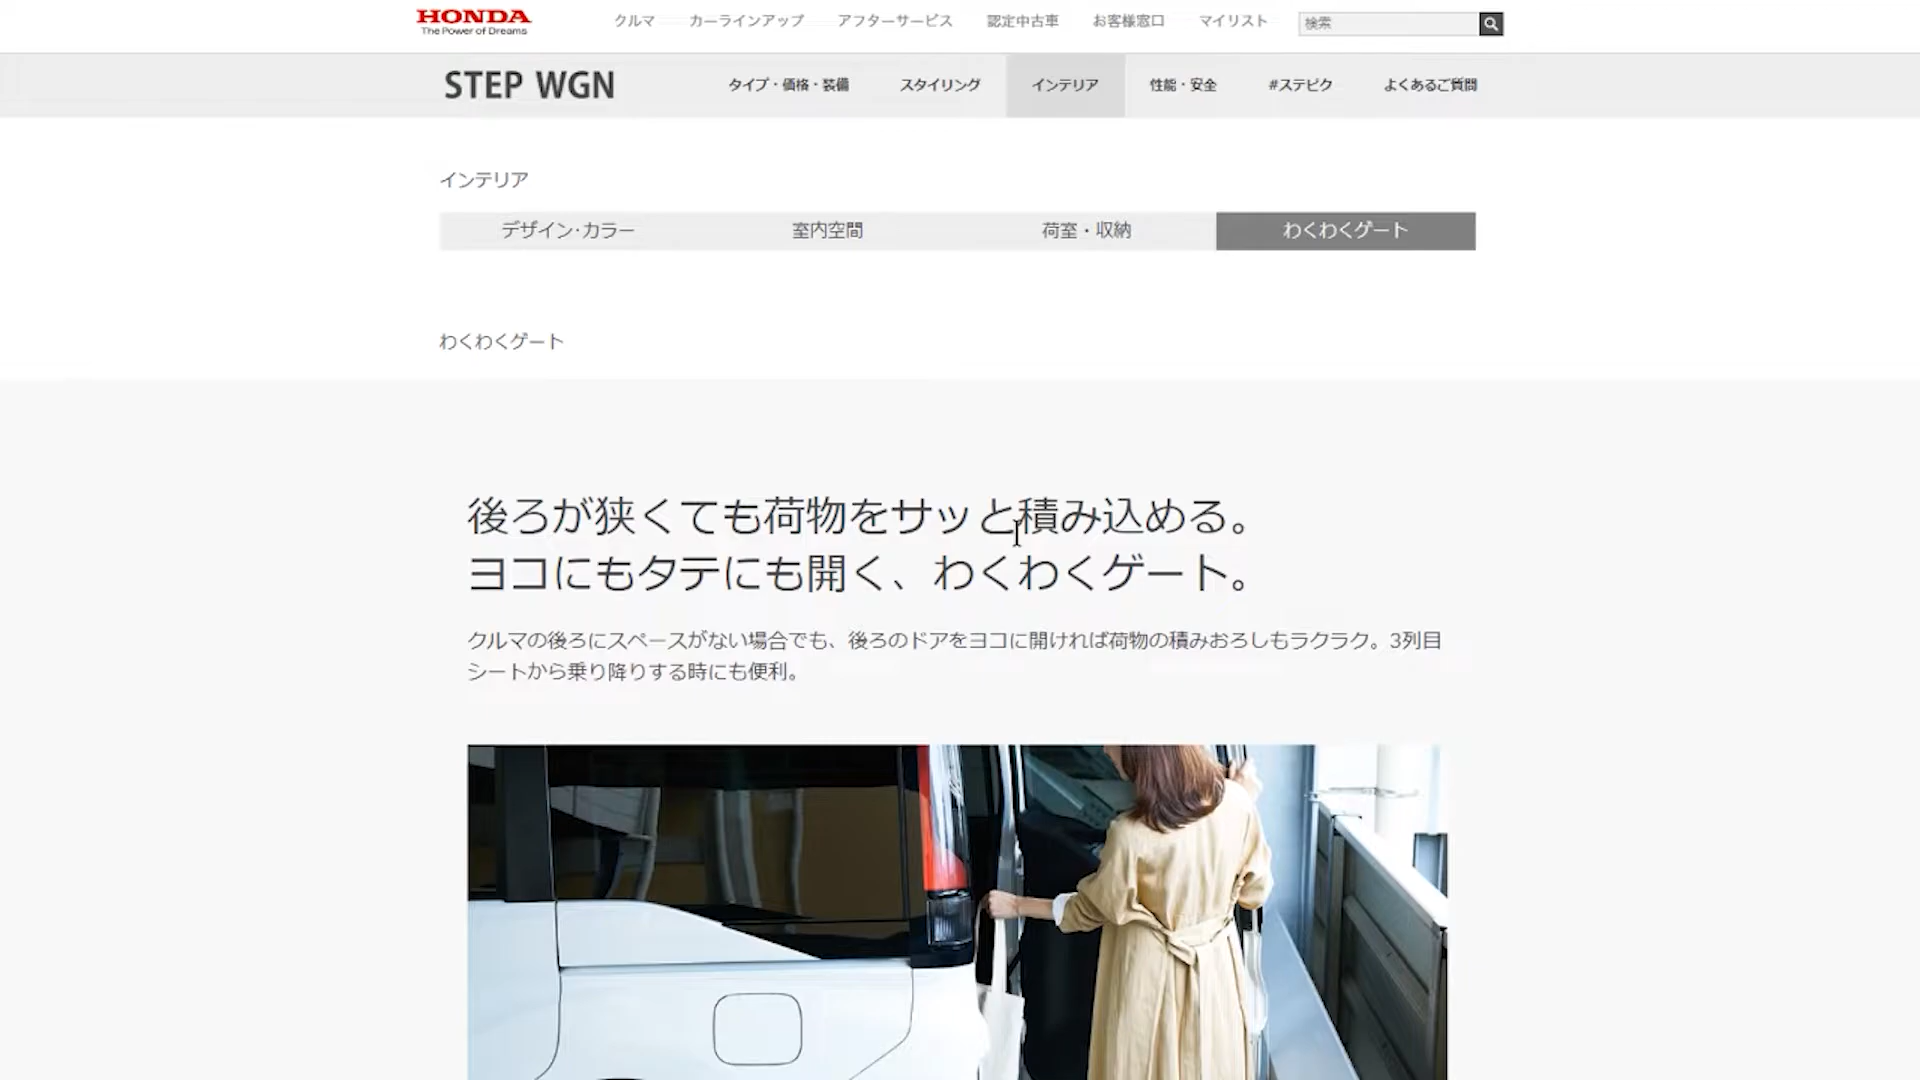 HONDA
The Power of Dreams
クルマ
カーラインアップ
アフターサービス
認定中古車
お客様窓口
マイリスト
検索
STEP WGN
タイプ・価格・装備
スタイリング
インテリア
性能・安全
#ステピク
よくあるご質問
インテリア
デザイン・カラー
室内空間
荷室・収納
わくわくゲート
わくわくゲート
後ろが狭くても荷物をサッと積み込める。
ヨコにもタテにも開く、わくわくゲート。
クルマの後ろにスペースがない場合でも、後ろのドアをヨコに開ければ荷物の積みおろしもラクラク。3列目
シートから乗り降りする時にも便利。